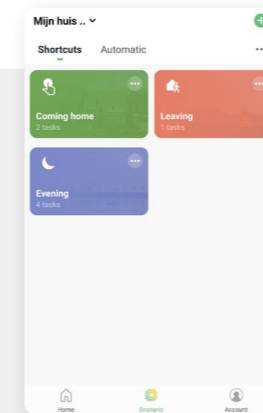 Mijn huis ..
Shortcuts Automatic
Coming home
2 tasks
Leaving
1 tasks
Evening
4 tasks
Home Scenario Account